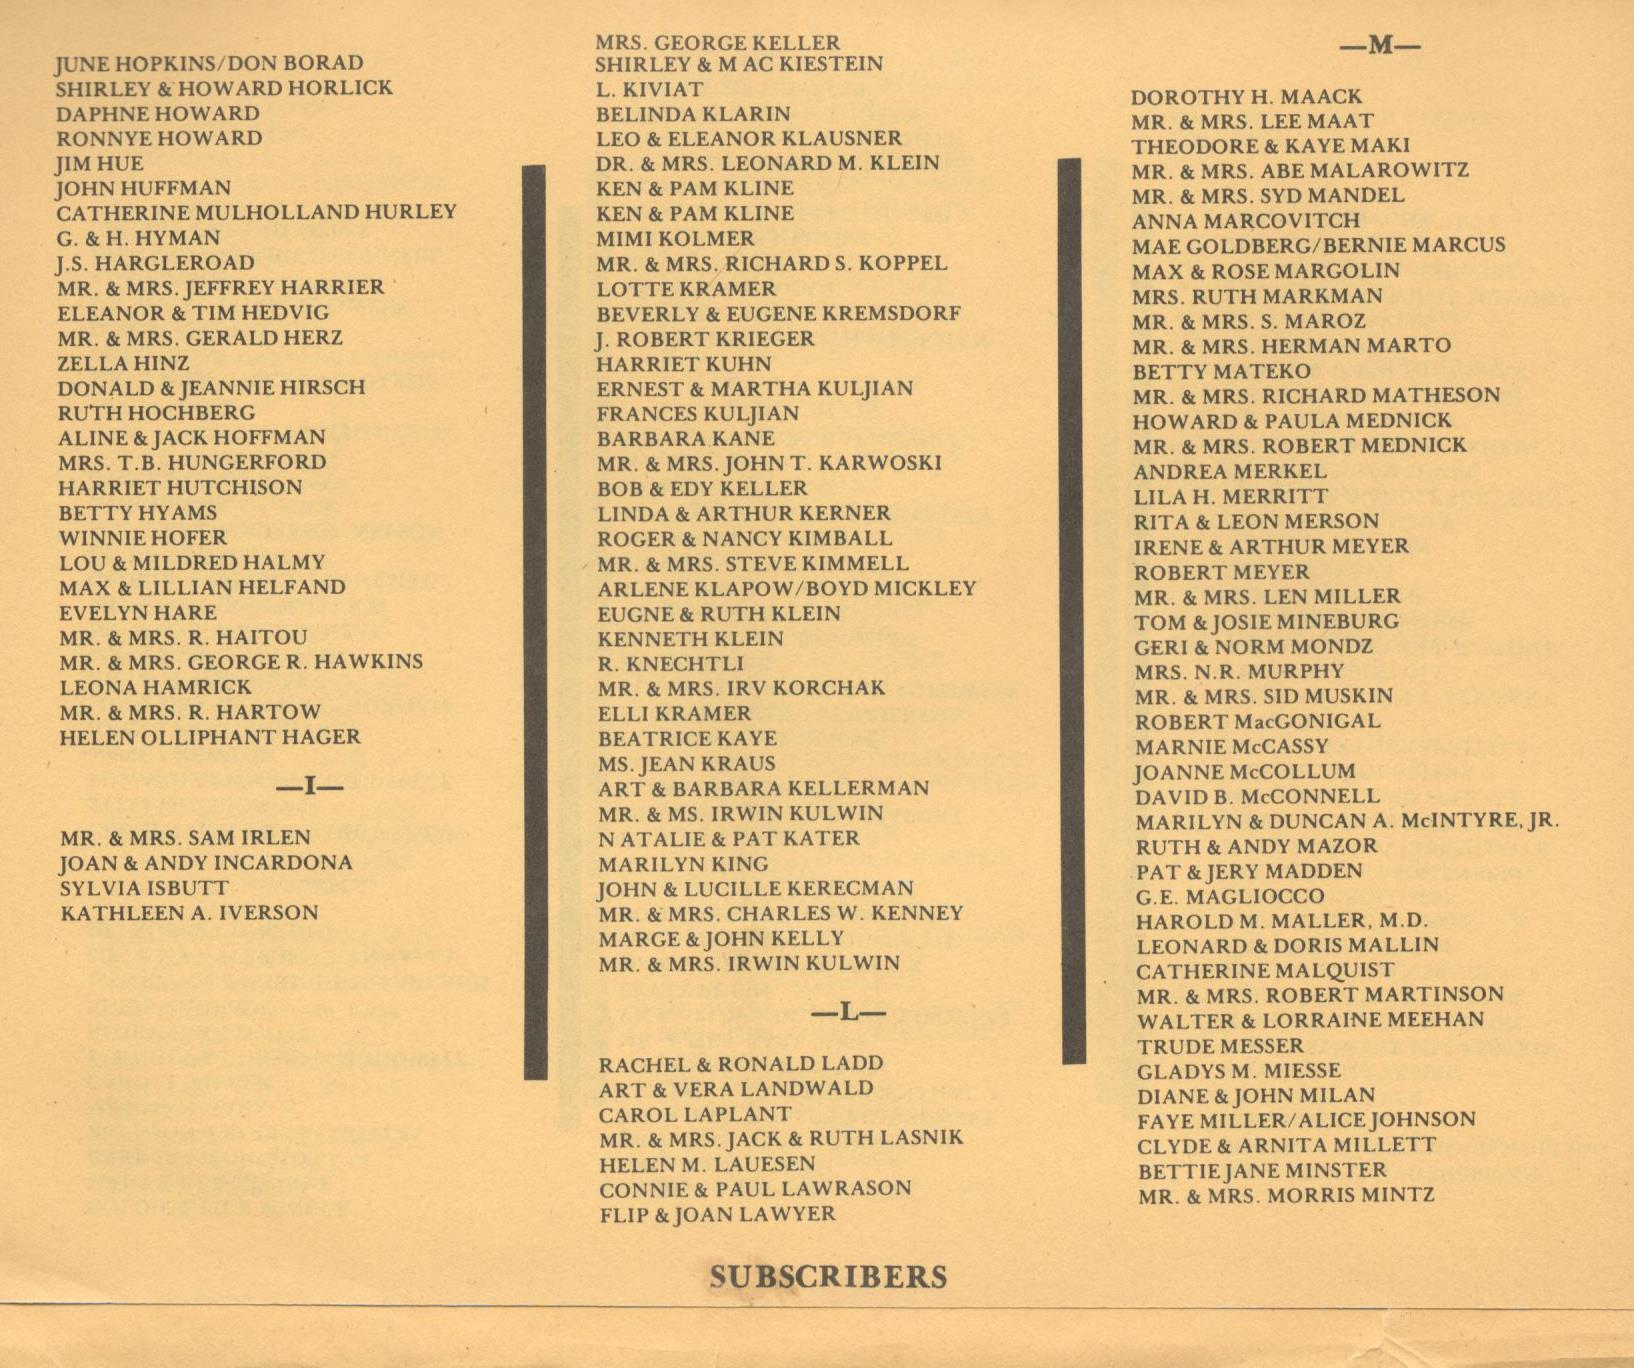 JUNE HOPKINS/DON BORAD
SHIRLEY & HOWARD HORLICK
DAPHNE HOWARD
RONNYE HOWARD
JIM HUE
JOHN HUFFMAN
CATHERINE MULHOLLAND HURLEY
G. & H. HYMAN
J.S. HARGLEROAD
MR. & MRS. JEFFREY HARRIER
ELEANOR & TIM HEDVIG
MR. & MRS. GERALD HERZ
ZELLA HINZ
DONALD & JEANNIE HIRSCH
RUTH HOCHBERG
ALINE & JACK HOFFMAN
MRS. T.B. HUNGERFORD
HARRIET HUTCHISON
BETTY HYAMS
WINNIE HOFER
LOU & MILDRED HALMY
MAX & LILLIAN HELFAND
EVELYN HARE
MR. & MRS. R. HAITOU
MR. & MRS. GEORGE R. HAWKINS
LEONA HAMRICK
MR. & MRS. R. HARTOW
HELEN OLLIPHANT HAGER
—I—
MR. & MRS. SAM IRLEN
JOAN & ANDY INCARDONA
SYLVIA ISBUTT
KATHLEEN A. IVERSON
MRS. GEORGE KELLER
SHIRLEY & M AC KIESTEIN
L. KIVIAT
BELINDA KLARIN
LEO & ELEANOR KLAUSNER
DR. & MRS. LEONARD M. KLEIN
KEN & PAM KLINE
KEN & PAM KLINE
MIMI KOLMER
MR. & MRS. RICHARD S. KOPPEL
LOTTE KRAMER
BEVERLY & EUGENE KREMSDORF
J. ROBERT KRIEGER
HARRIET KUHN
ERNEST & MARTHA KULJIAN
FRANCES KULJIAN
BARBARA KANE
MR. & MRS. JOHN T. KARWOSKI
BOB & EDY KELLER
LINDA & ARTHUR KERNER
ROGER & NANCY KIMBALL
MR. & MRS. STEVE KIMMELL
ARLENE KLAPOW/BOYD MICKLEY
EUGNE & RUTH KLEIN
KENNETH KLEIN
R. KNECHTLI
MR. & MRS. IRV KORCHAK
ELLI KRAMER
BEATRICE KAYE
MS. JEAN KRAUS
ART & BARBARA KELLERMAN
MR. & MS. IRWIN KULWIN
N ATALIE & PAT KATER
MARILYN KING
JOHN & LUCILLE KERECMAN
MR. & MRS. CHARLES W. KENNEY
MARGE & JOHN KELLY
MR. & MRS. IRWIN KULWIN
—L—
RACHEL & RONALD LADD
ART & VERA LANDWALD
CAROL LAPLANT
MR. & MRS. JACK & RUTH LASNIK
HELEN M. LAUESEN
CONNIE & PAUL LAWRASON
FLIP & JOAN LAWYER
—M—
DOROTHY H. MAACK
MR. & MRS. LEE MAAT
THEODORE & KAYE MAKI
MR. & MRS. ABE MALAROWITZ
MR. & MRS. SYD MANDEL
ANNA MARCOVITCH
MAE GOLDBERG/BERNIE MARCUS
MAX & ROSE MARGOLIN
MRS. RUTH MARKMAN
MR. & MRS. S. MAROZ
MR. & MRS. HERMAN MARTO
BETTY MATEKO
MR. & MRS. RICHARD MATHESON
HOWARD & PAULA MEDNICK
MR. & MRS. ROBERT MEDNICK
ANDREA MERKEL
LILA H. MERRITT
RITA & LEON MERSON
IRENE & ARTHUR MEYER
ROBERT MEYER
MR. & MRS. LEN MILLER
TOM & JOSIE MINEBURG
GERI & NORM MONDZ
MRS. N.R. MURPHY
MR. & MRS. SID MUSKIN
ROBERT MacGONIGAL
MARNIE McCASSY
JOANNE McCOLLUM
DAVID B. McCONNELL
MARILYN & DUNCAN A. McINTYRE, JR.
RUTH & ANDY MAZOR
PAT & JERY MADDEN
G.E. MAGLIOCCO
HAROLD M. MALLER, M.D.
LEONARD & DORIS MALLIN
CATHERINE MALQUIST
MR. & MRS. ROBERT MARTINSON
WALTER & LORRAINE MEEHAN
TRUDE MESSER
GLADYS M. MIESSE
DIANE & JOHN MILAN
FAYE MILLER/ALICE JOHNSON
CLYDE & ARNITA MILLETT
BETTIE JANE MINSTER
MR. & MRS. MORRIS MINTZ
SUBSCRIBERS